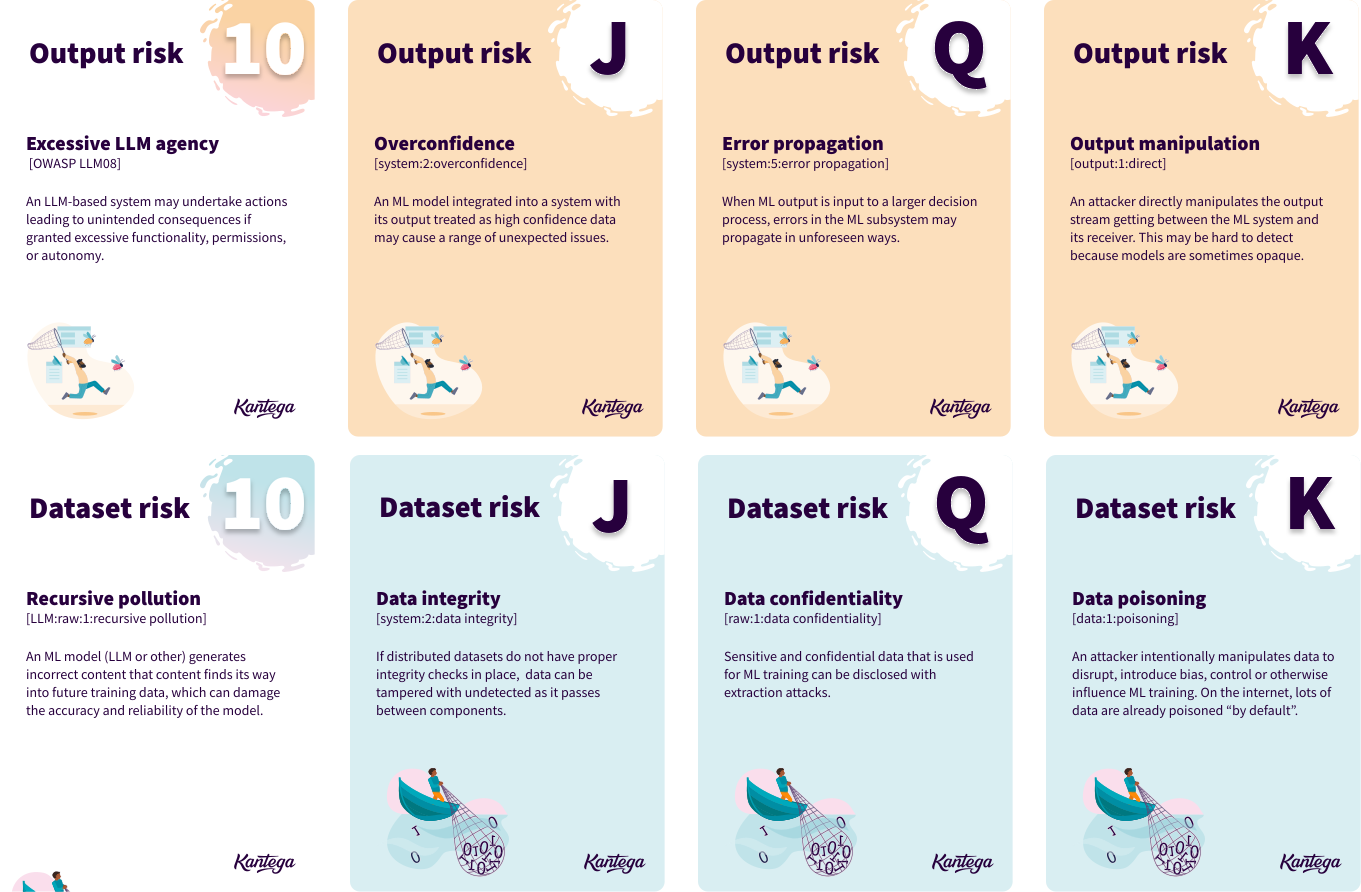 Output risk
10
Excessive LLM agency
[OWASP LLM08]
An LLM-based system may undertake actions
leading to unintended consequences if
granted excessive functionality, permissions,
or autonomy.
Kantega
Output risk
J
Overconfidence
[system:2:overconfidence]
An ML model integrated into a system with
its output treated as high confidence data
may cause a range of unexpected issues.
Kantega
Output risk
Q
Error propagation
[system:5:error propagation]
When ML output is input to a larger decision
process, errors in the ML subsystem may
propagate in unforeseen ways.
Kantega
Output risk
K
Output manipulation
[output:1:direct]
An attacker directly manipulates the output
stream getting between the ML system and
its receiver. This may be hard to detect
because models are sometimes opaque.
Kantega
Dataset risk
10
Recursive pollution
[LLM:raw:1:recursive pollution]
An ML model (LLM or other) generates
incorrect content that content finds its way
into future training data, which can damage
the accuracy and reliability of the model.
Kantega
Dataset risk
J
Data integrity
[system:2:data integrity]
If distributed datasets do not have proper
integrity checks in place,  data can be
tampered with undetected as it passes
between components.
Kantega
Dataset risk
Q
Data confidentiality
[raw:1:data confidentiality]
Sensitive and confidential data that is used
for ML training can be disclosed with
extraction attacks.
Kantega
Dataset risk
K
Data poisoning
[data:1:poisoning]
An attacker intentionally manipulates data to
disrupt, introduce bias, control or otherwise
influence ML training. On the internet, lots of
data are already poisoned “by default”.
Kantega